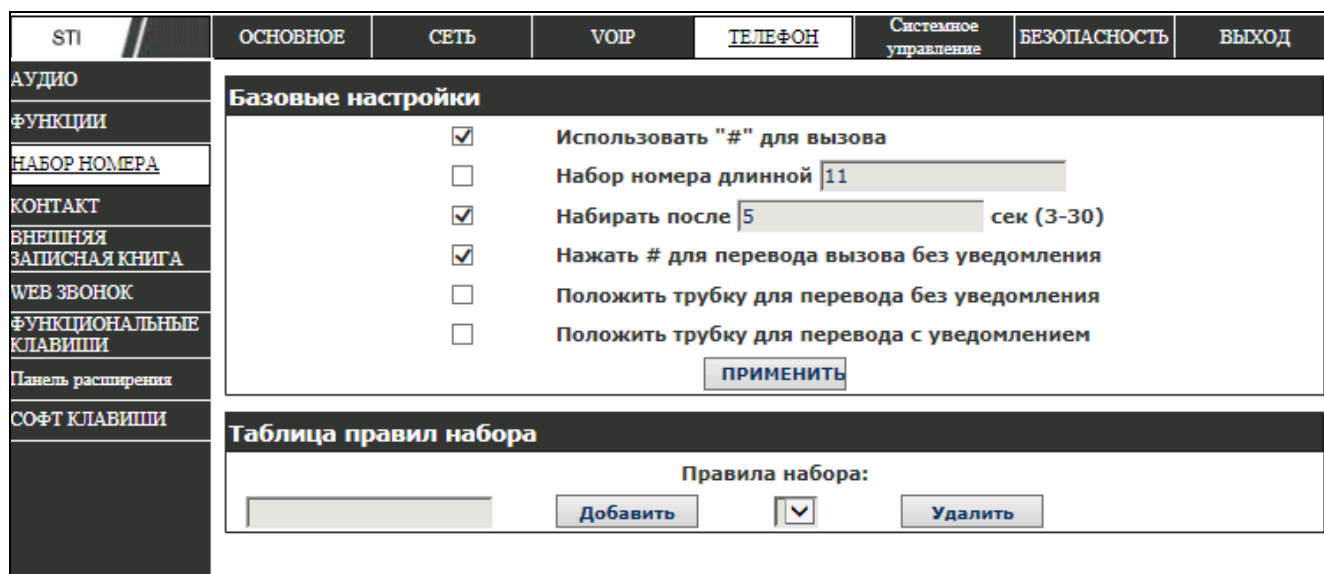 STI
ОСНОВНОЕ
СЕТЬ
VOIP
ТЕЛЕФОН
Системное
управление
БЕЗОПАСНОСТЬ
ВЫХОД
АУДИО
ФУНКЦИИ
НАБОР НОМЕРА
КОНТАКТ
ВНЕШНЯЯ
ЗАПИСНАЯ КНИГА
WEB ЗВОНОК
ФУНКЦИОНАЛЬНЫЕ
КЛАВИШИ
Панель расширения
СОФТ КЛАВИШИ
Базовые настройки
Использовать "#" для вызова
Набор номера длинной 11
Набирать после 5 сек (3-30)
Нажать # для перевода вызова без уведомления
Положить трубку для перевода без уведомления
Положить трубку для перевода с уведомлением
ПРИМЕНИТЬ
Таблица правил набора
Правила набора:
Добавить
Удалить